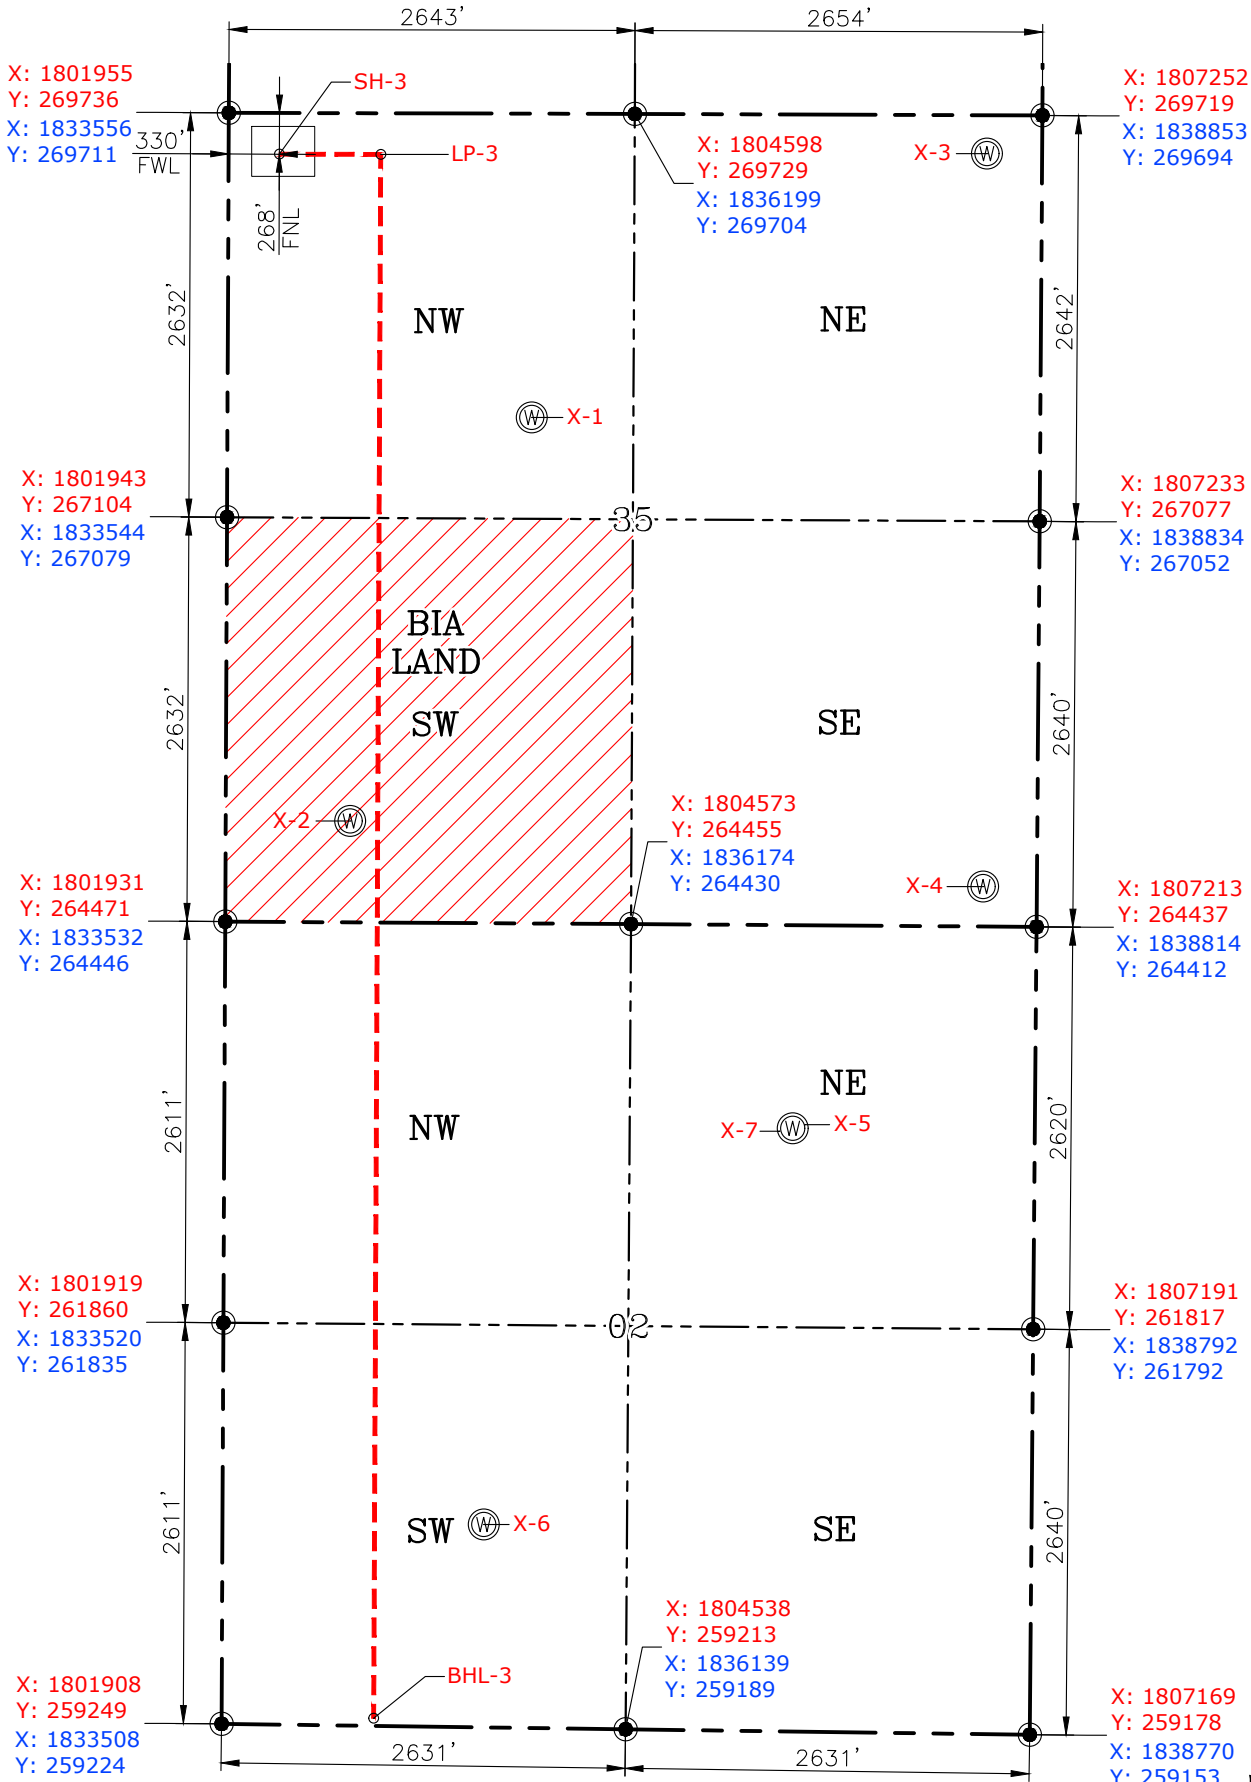 2643'
2654'
X: 1801955
Y: 269736
X: 1833556
Y: 269711
330'
FWL
268'
FNL
SH-3
LP-3
X: 1804598
Y: 269729
X: 1836199
Y: 269704
X-3
W
X: 1807252
Y: 269719
X: 1838853
Y: 269694
2632'
NW
NE
2642'
W
X-1
X: 1801943
Y: 267104
X: 1833544
Y: 267079
35
X: 1807233
Y: 267077
X: 1838834
Y: 267052
2632'
BIA
LAND
SW
SE
2640'
X-2
W
X: 1804573
Y: 264455
X: 1836174
Y: 264430
X-4
W
X: 1801931
Y: 264471
X: 1833532
Y: 264446
X: 1807213
Y: 264437
X: 1838814
Y: 264412
2611'
NW
NE
2620'
X-7
W
X-5
X: 1801919
Y: 261860
X: 1833520
Y: 261835
02
X: 1807191
Y: 261817
X: 1838792
Y: 261792
2611'
SW
W
X-6
SE
2640'
X: 1804538
Y: 259213
X: 1836139
Y: 259189
BHL-3
X: 1801908
Y: 259249
X: 1833508
Y: 259224
X: 1807169
Y: 259178
X: 1838770
Y: 259153
2631'
2631'